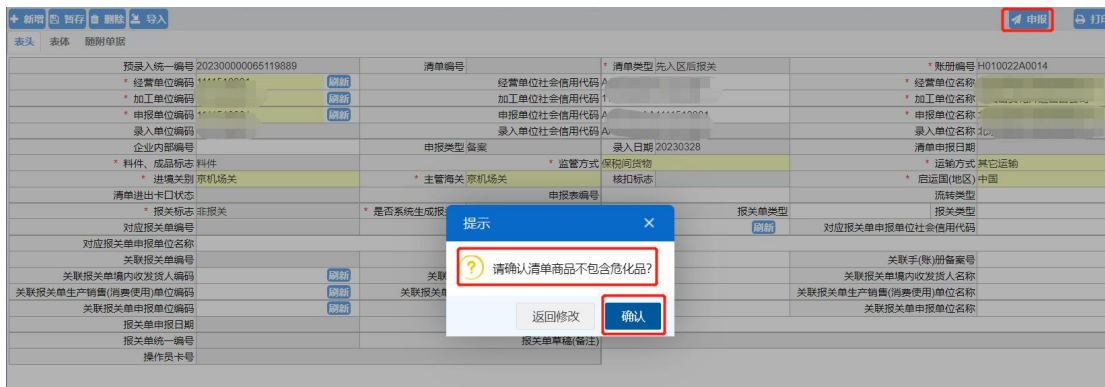 新增 暂存 删除 导入 申报
表头 表体 随附单据
预录入统一编号 202300000065119889 清单编号 * 清单类型 先入区后报关 * 账册编号 H010022A0014
* 经营单位编码 刷新 经营单位社会信用代码 * 经营单位名称
* 加工单位编码 刷新 加工单位社会信用代码 * 加工单位名称
* 申报单位编码 刷新 申报单位社会信用代码 * 申报单位名称
录入单位编码 录入单位社会信用代码 录入单位名称
企业内部编号 申报类型 备案 录入日期 20230328 清单申报日期
* 料件、成品标志 料件 * 监管方式 保税间货物 * 运输方式 其它运输
* 进境关别 京机场关 * 主管海关 京机场关 核扣标志 * 启运国(地区) 中国
清单进出卡口状态 申报表编号 流转类型
* 报关标志 非报关 * 是否系统生成报 报关单类型 报关类型
对应报关单编号 刷新 对应报关单申报单位社会信用代码
对应报关单申报单位名称
关联报关单编号 关联手(账)册备案号
关联报关单境内收发货人编码 刷新 关联 关联报关单境内收发货人名称
关联报关单生产销售(消费使用)单位编码 刷新 关联报关单 关联报关单生产销售(消费使用)单位名称
关联报关单申报单位编码 刷新 关联报关单申报单位名称
报关单申报日期
报关单统一编号 报关单草稿(备注)
操作员卡号
提示
请确认清单商品不包含危化品?
返回修改 确认